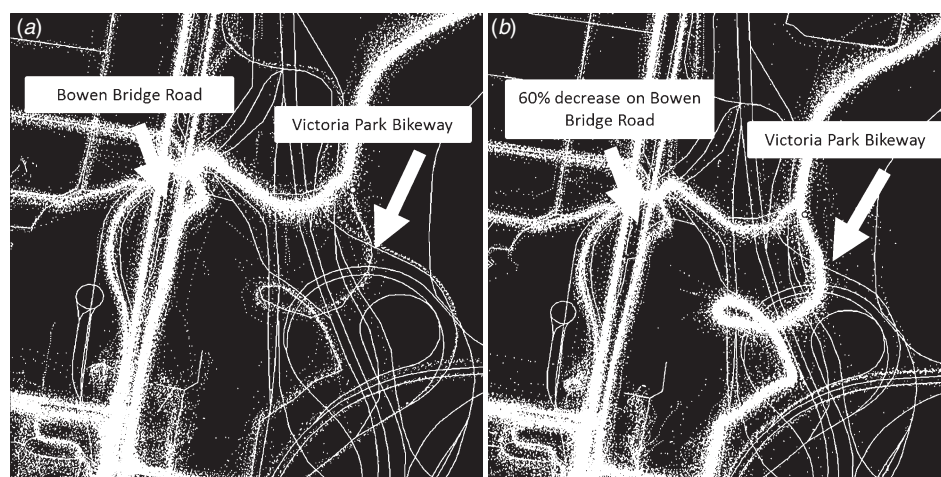 (a)
Bowen Bridge Road
Victoria Park Bikeway
(b)
60% decrease on Bowen
Bridge Road
Victoria Park Bikeway